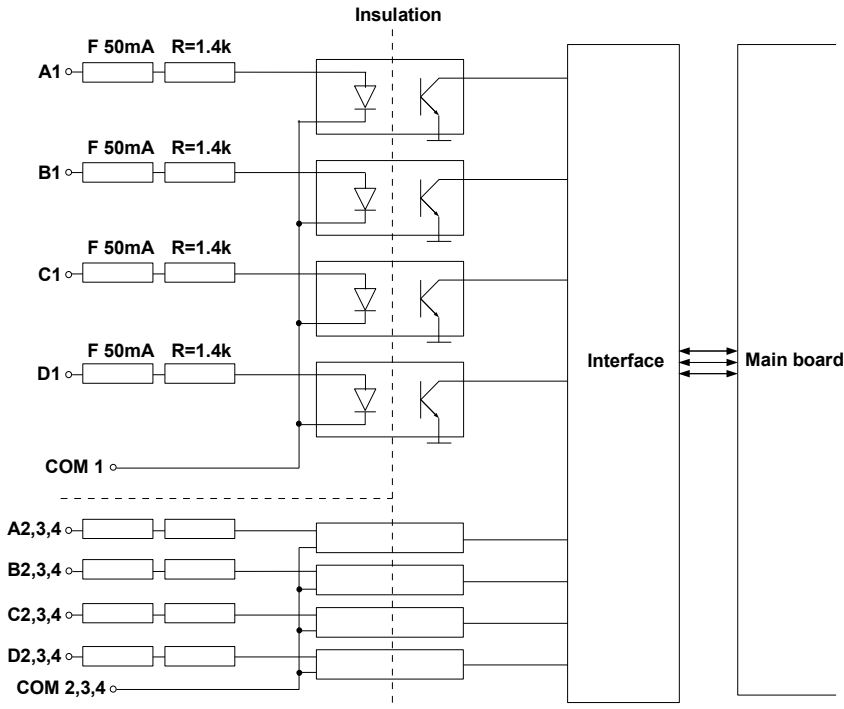 Insulation
F 50mA R=1.4k
A1
F 50mA R=1.4k
B1
F 50mA R=1.4k
C1
F 50mA R=1.4k
D1
Interface
Main board
COM 1
A2,3,4
B2,3,4
C2,3,4
D2,3,4
COM 2,3,4